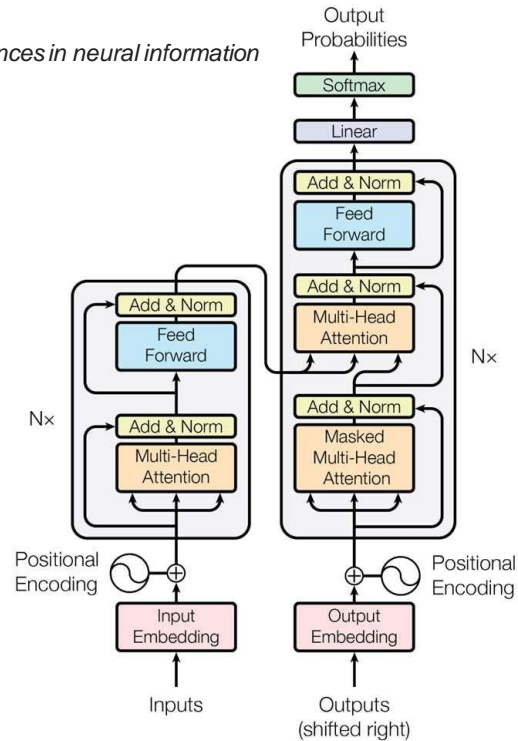 Output
Probabilities
nces in neural information
Softmax
Linear
Add & Norm
Feed
Forward
Add & Norm
Multi-Head
Attention
Add & Norm
Feed
Forward
N×
Add & Norm
Masked
Multi-Head
Attention
N×
Add & Norm
Multi-Head
Attention
Positional
Encoding
Positional
Encoding
Input
Embedding
Output
Embedding
Inputs
Outputs
(shifted right)